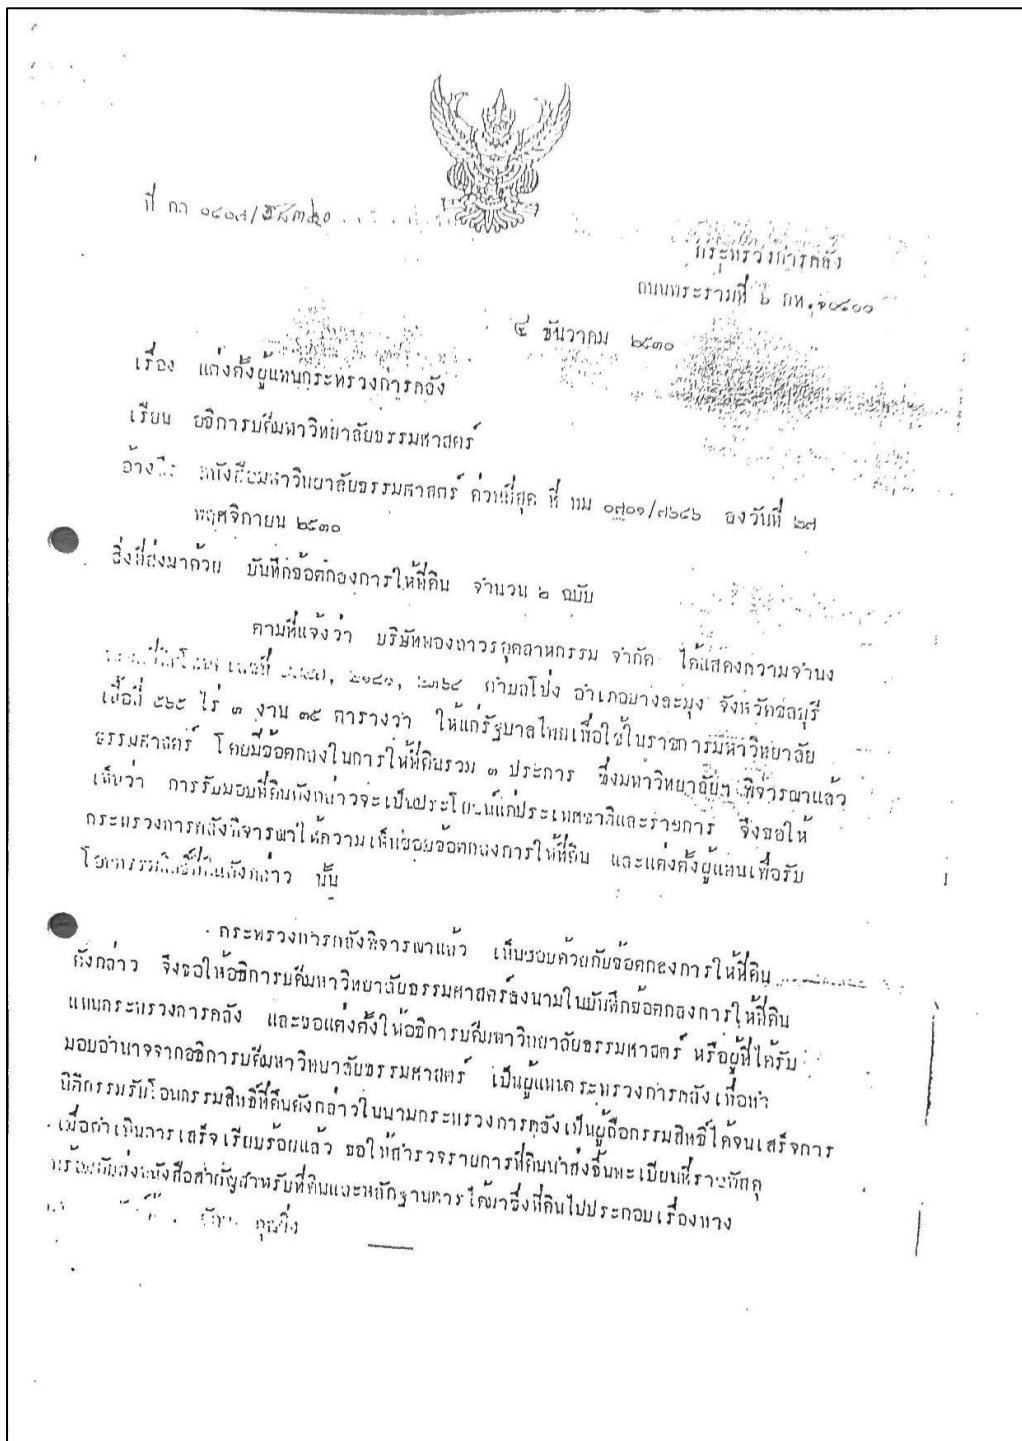 ที่ กค ๐๔๐๗/
กระทรวงการคลัง
ถนนพระรามที่ ๖ กท.๑๐๔๐๐
๔ ธันวาคม ๒๕๓๐
เรื่อง แต่งตั้งผู้แทนกระทรวงการคลัง
เรียน อธิการบดีมหาวิทยาลัยธรรมศาสตร์
อ้างถึง หนังสือมหาวิทยาลัยธรรมศาสตร์ ด่วนที่สุด ที่ ทม ๐๗๐๑/๗๖๔๖ ลงวันที่ ๒๗
พฤศจิกายน ๒๕๓๐
สิ่งที่ส่งมาด้วย บันทึกข้อตกลงการให้ที่ดิน จำนวน ๒ ฉบับ
ตามที่แจ้งว่า บริษัทพองถาวรอุตสาหกรรม จำกัด ได้แสดงความจำนง
เลขที่ ๒๑๘๐, ตำบลโป่ง อำเภอบางละมุง จังหวัดชลบุรี
เนื้อที่ ๕๖๕ ไร่ ๓ งาน ๓๕ ตารางวา ให้แก่รัฐบาลไทยเพื่อใช้ในราชการมหาวิทยาลัย
ธรรมศาสตร์ โดยมีข้อตกลงในการให้ที่ดินรวม ๓ ประการ ซึ่งมหาวิทยาลัยฯ พิจารณาแล้ว
เห็นว่า การรับมอบที่ดินดังกล่าวจะเป็นประโยชน์แก่ประเทศชาติและราชการ จึงขอให้
กระทรวงการคลังพิจารณาให้ความเห็นชอบข้อตกลงการให้ที่ดิน และแต่งตั้งผู้แทนเพื่อรับ
โอนกรรมสิทธิ์ที่ดินดังกล่าว นั้น
กระทรวงการคลังพิจารณาแล้ว เห็นชอบด้วยกับข้อตกลงการให้ที่ดิน
ดังกล่าว จึงขอให้อธิการบดีมหาวิทยาลัยธรรมศาสตร์ลงนามในบันทึกข้อตกลงการให้ที่ดิน
แทนกระทรวงการคลัง และขอแต่งตั้งให้อธิการบดีมหาวิทยาลัยธรรมศาสตร์ หรือผู้ที่ได้รับ
มอบอำนาจจากอธิการบดีมหาวิทยาลัยธรรมศาสตร์ เป็นผู้แทนกระทรวงการคลังเพื่อทำ
นิติกรรมรับโอนกรรมสิทธิ์ที่ดินดังกล่าวในนามกระทรวงการคลังเป็นผู้ถือกรรมสิทธิ์ได้จนเสร็จการ
เมื่อดำเนินการเสร็จเรียบร้อยแล้ว ขอให้สำรวจรายการที่ดินนำส่งขึ้นทะเบียนที่ราชพัสดุ
พร้อมกับส่งหนังสือสำคัญสำหรับที่ดินและหลักฐานการได้มาซึ่งที่ดินไปประกอบเรื่องทาง